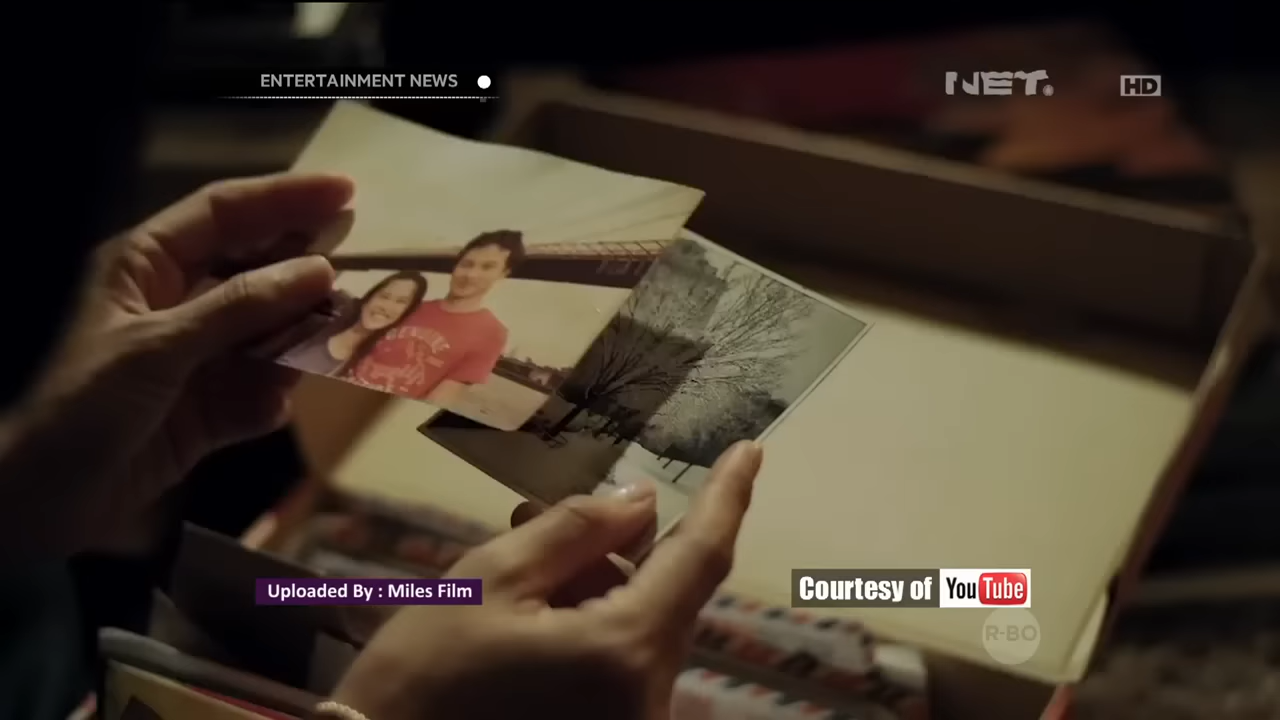 ENTERTAINMENT NEWS
NET.
HD
Uploaded By : Miles Film
Courtesy of YouTube
R-BO